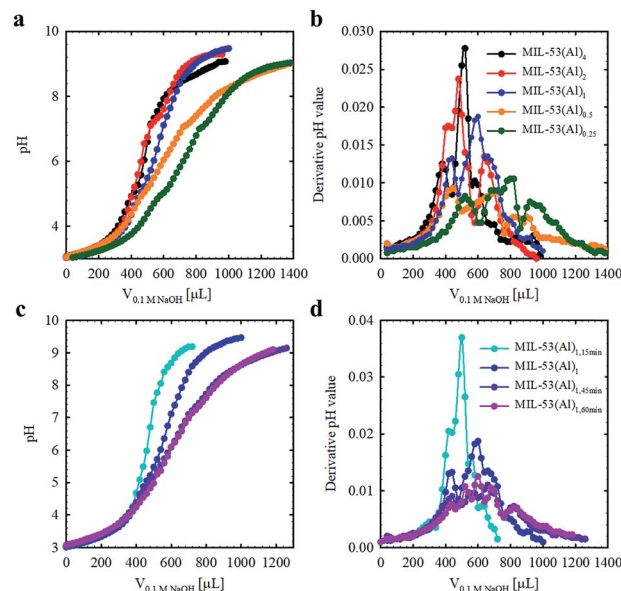 a
b
9
8
7
6
5
4
pH
0 200 400 600 800 1000 1200 1400
V0.1 M NaOH [µL]
0.030
0.025
0.020
0.015
0.010
0.005
0.000
Derivative pH value
0 200 400 600 800 1000 1200 1400
V0.1 M NaOH [µL]
MIL-53(Al)4
MIL-53(Al)2
MIL-53(Al)1
MIL-53(Al)0.5
MIL-53(Al)0.25
c
d
10
9
8
7
6
5
4
3
pH
0 200 400 600 800 1000 1200
V0.1 M NaOH [µL]
0.04
0.03
0.02
0.01
0.00
Derivative pH value
0 200 400 600 800 1000 1200 1400
V0.1 M NaOH [µL]
MIL-53(Al)1,15min
MIL-53(Al)1
MIL-53(Al)1,45min
MIL-53(Al)1,60min